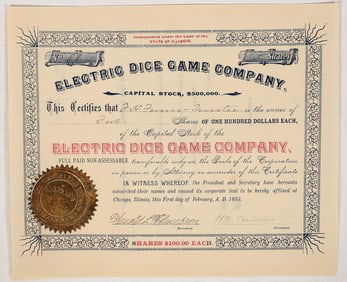 Incorporated under the Laws of the
STATE OF ILLINOIS.
ELECTRIC DICE GAME COMPANY.
CAPITAL STOCK, $500,000.
This Certifies that Trustee is the owner of
SHARES OF ONE HUNDRED DOLLARS EACH,
of the Capital Stock of the
ELECTRIC DICE GAME COMPANY,
FULL PAID NON-ASSESSABLE transferable only on the Books of the Corporation
in person or by Attorney on surrender of this Certificate
IN WITNESS WHEREOF, the President and Secretary have hereunto
subscribed their names and caused its corporate Seal to be hereby affixed at
Chicago, Illinois, this First day of February, A. D. 1893.
Secretary. President.
SHARES $100.00 EACH.